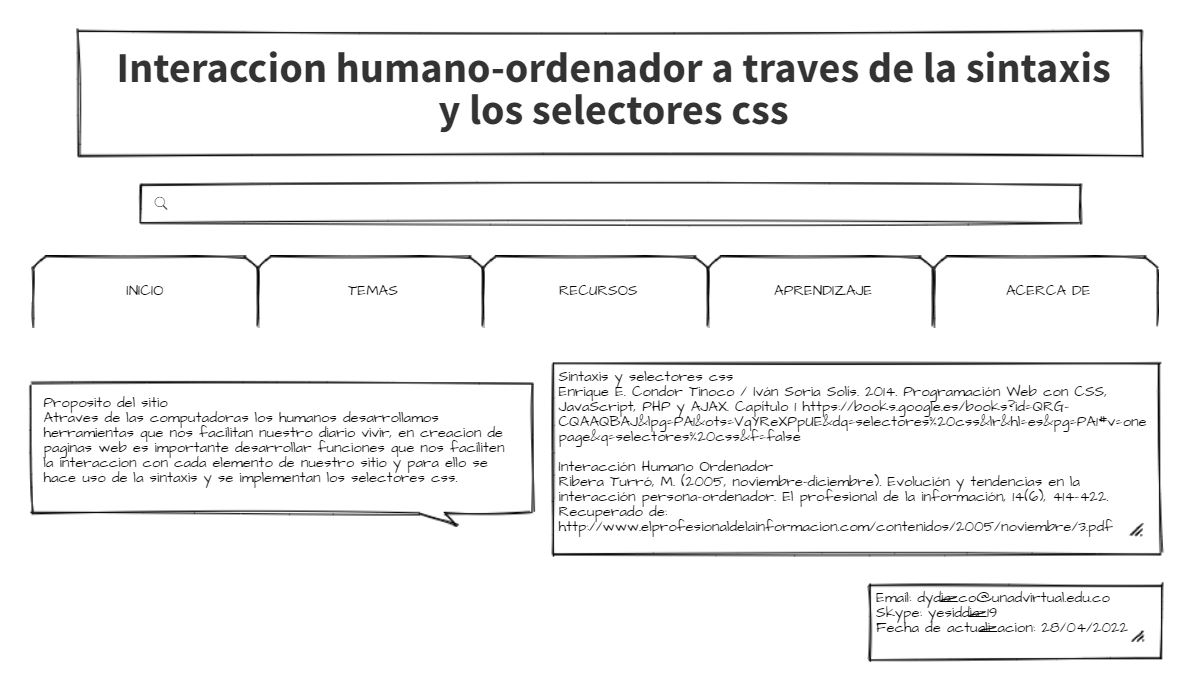 Interaccion humano-ordenador a traves de la sintaxis
y los selectores css
INICIO
TEMAS
RECURSOS
APRENDIZAJE
ACERCA DE
Proposito del sitio
Atraves de las computadoras los humanos desarrollamos
herramientas que nos facilitan nuestro diario vivir, en creacion de
paginas web es importante desarrollar funciones que nos faciliten
la interaccion con cada elemento de nuestro sitio y para ello se
hace uso de la sintaxis y se implementan los selectores css.
Sintaxis y selectores css
Enrique E. Condor Tinoco / Iván Soria Solís. 2014. Programación Web con CSS,
JavaScript, PHP y AJAX. Capítulo 1 https://books.google.es/books?id=QRG-
CQAAQBAJ&lpg=PA1&ots=VqYReXPpUE&dq=selectores%20css&lr&hl=es&pg=PA1#v=one
page&q=selectores%20css&f=false
Interacción Humano Ordenador
Ribera Turró, M. (2005, noviembre-diciembre). Evolución y tendencias en la
interacción persona-ordenador. El profesional de la información, 14(6), 414-422.
Recuperado de:
http://www.elprofesionaldelainformacion.com/contenidos/2005/noviembre/3.pdf
Email: dydiazco@unadvirtual.edu.co
Skype: yesiddiaz19
Fecha de actualizacion: 28/04/2022